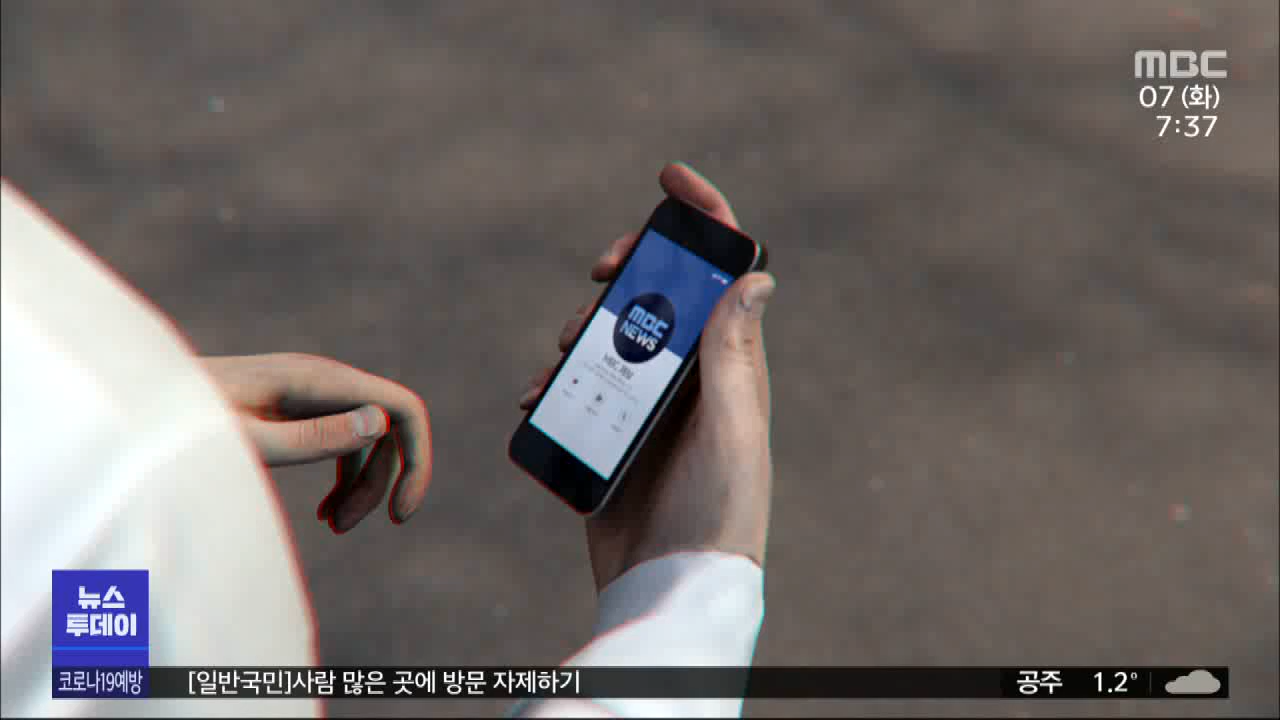 MBC
07 (화)
7:37
MBC
NEWS
뉴스
투데이
코로나19예방
[일반국민]사람 많은 곳에 방문 자제하기
공주 1.2°